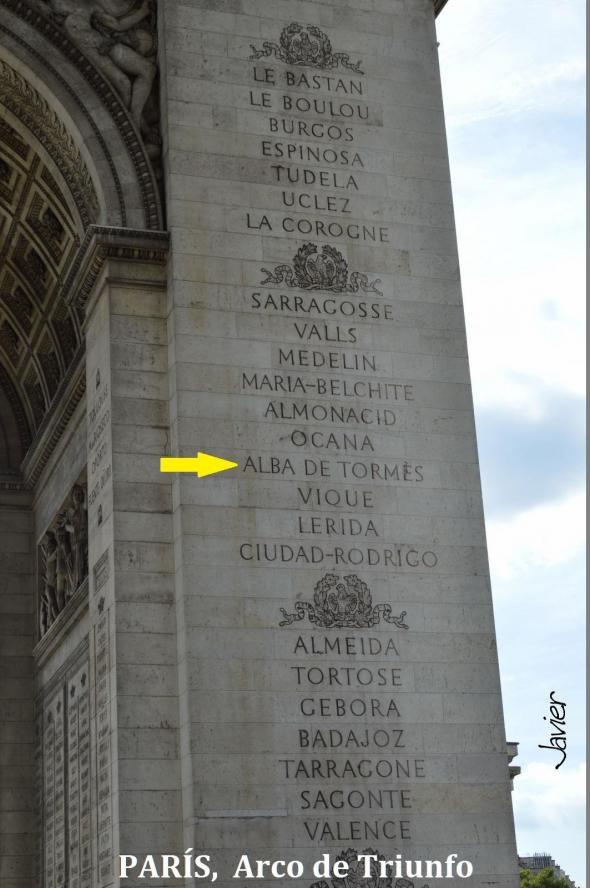 LE BASTAN
LE BOULOU
BURGOS
ESPINOSA
TUDELA
UCLEZ
LA COROGNE
SARRAGOSSE
VALLS
MEDELIN
MARIA-BELCHITE
ALMONACID
OCANA
ALBA DE TORMÈS
VIQUE
LERIDA
CIUDAD-RODRIGO
ALMEIDA
TORTOSE
GEBORA
BADAJOZ
TARRAGONE
SAGONTE
VALENCE
Javier
PARÍS, Arco de Triunfo